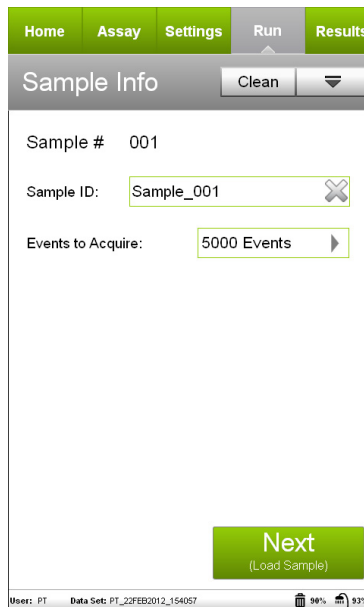 Home Assay Settings Run Results
Sample Info Clean
Sample # 001
Sample ID: Sample_001
Events to Acquire: 5000 Events
Next
(Load Sample)
User: PT Data Set: PT_22FEB2012_154057 90% 93%